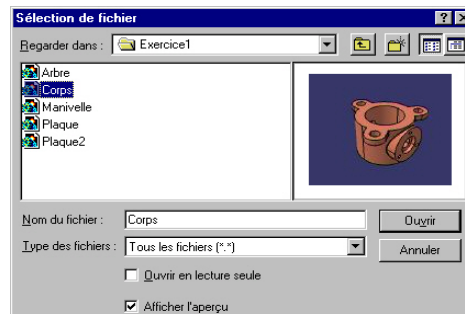 Sélection de fichier
Regarder dans : Exercice1
Arbre
Corps
Manivelle
Plaque
Plaque2
Nom du fichier : Corps Ouvrir
Type des fichiers : Tous les fichiers (*.*) Annuler
Ouvrir en lecture seule
Afficher l'aperçu